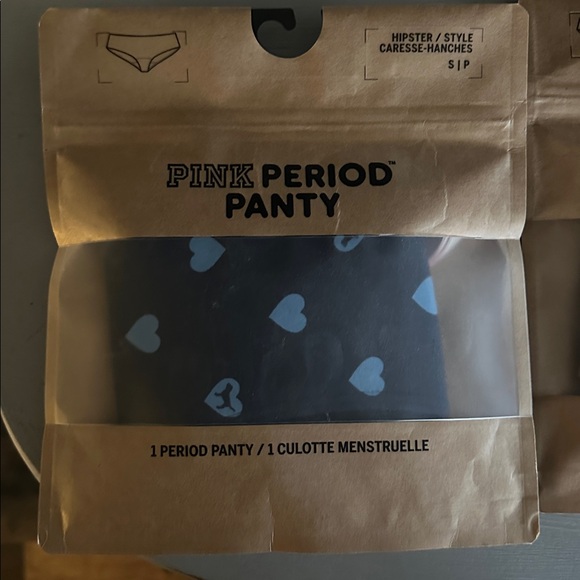 HIPSTER / STYLE
CARESSE-HANCHES
S | P
PINK PERIOD™
PANTY
1 PERIOD PANTY / 1 CULOTTE MENSTRUELLE